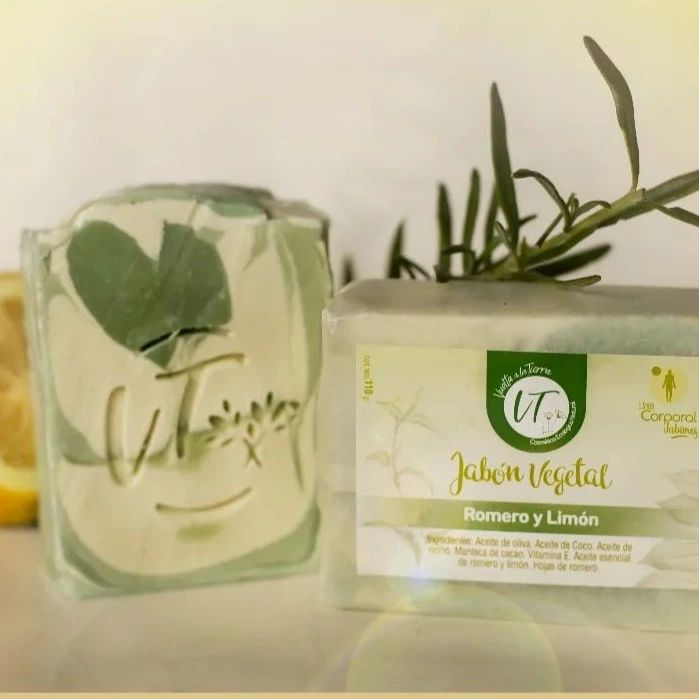 VT
CONT. NETO. 110 g
Vuelta a la Tierra
VT
Cosmética Ecológica Natural
Línea
Corporal
Jabones
Jabón Vegetal
Romero y Limón
Ingredientes: Aceite de oliva. Aceite de Coco. Aceite de
ricino. Manteca de cacao. Vitamina E. Aceite esencial
de romero y limón. Hojas de romero.